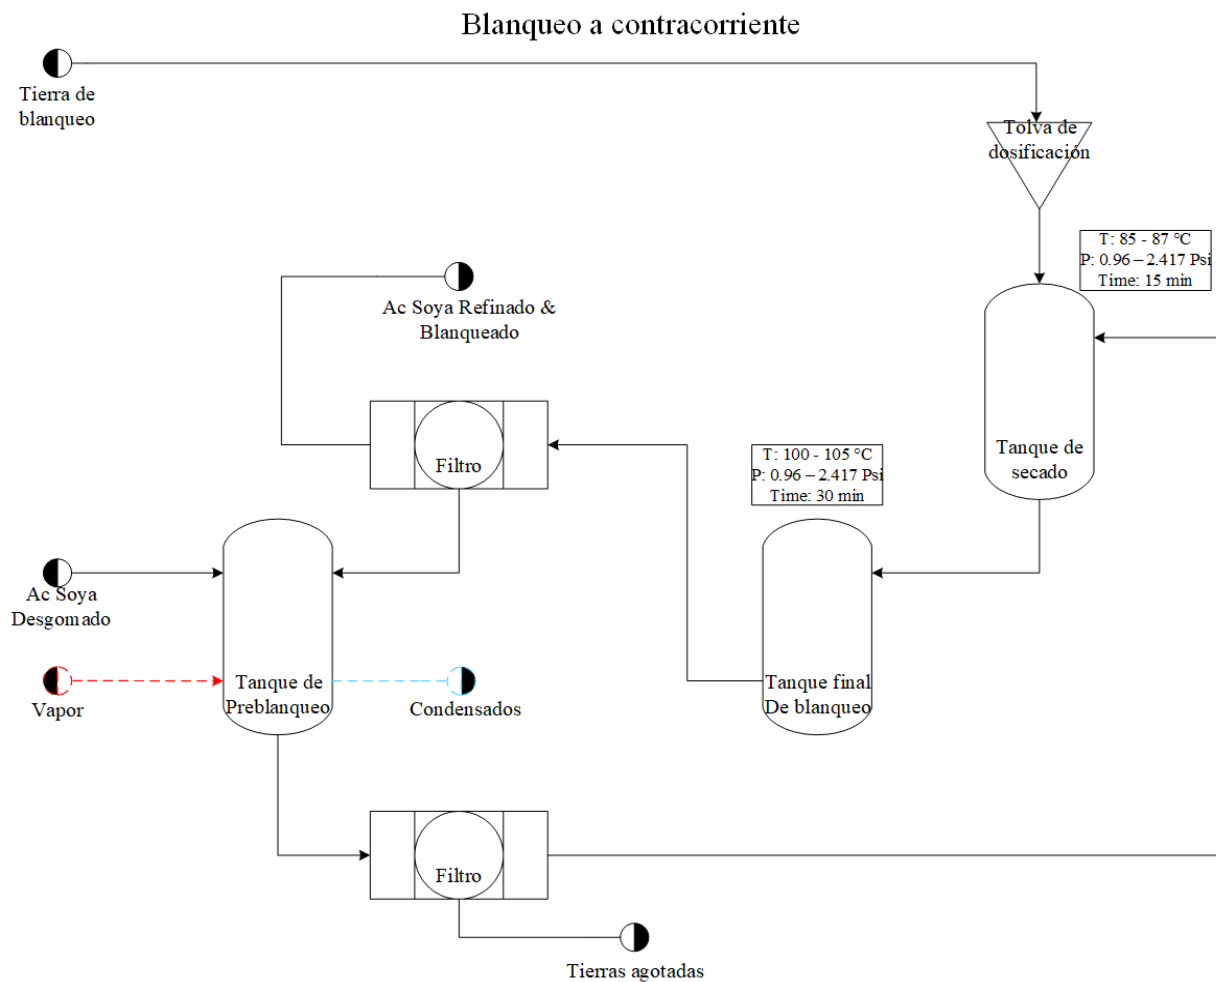 Blanqueo a contracorriente
Tierra de
blanqueo
Tolva de
dosificación
T: 85 - 87 °C
P: 0.96 – 2.417 Psi
Time: 15 min
Ac Soya Refinado &
Blanqueado
Tanque de
secado
Filtro
T: 100 - 105 °C
P: 0.96 – 2.417 Psi
Time: 30 min
Ac Soya
Desgomado
Tanque de
Preblanqueo
Vapor
Condensados
Tanque final
De blanqueo
Filtro
Tierras agotadas